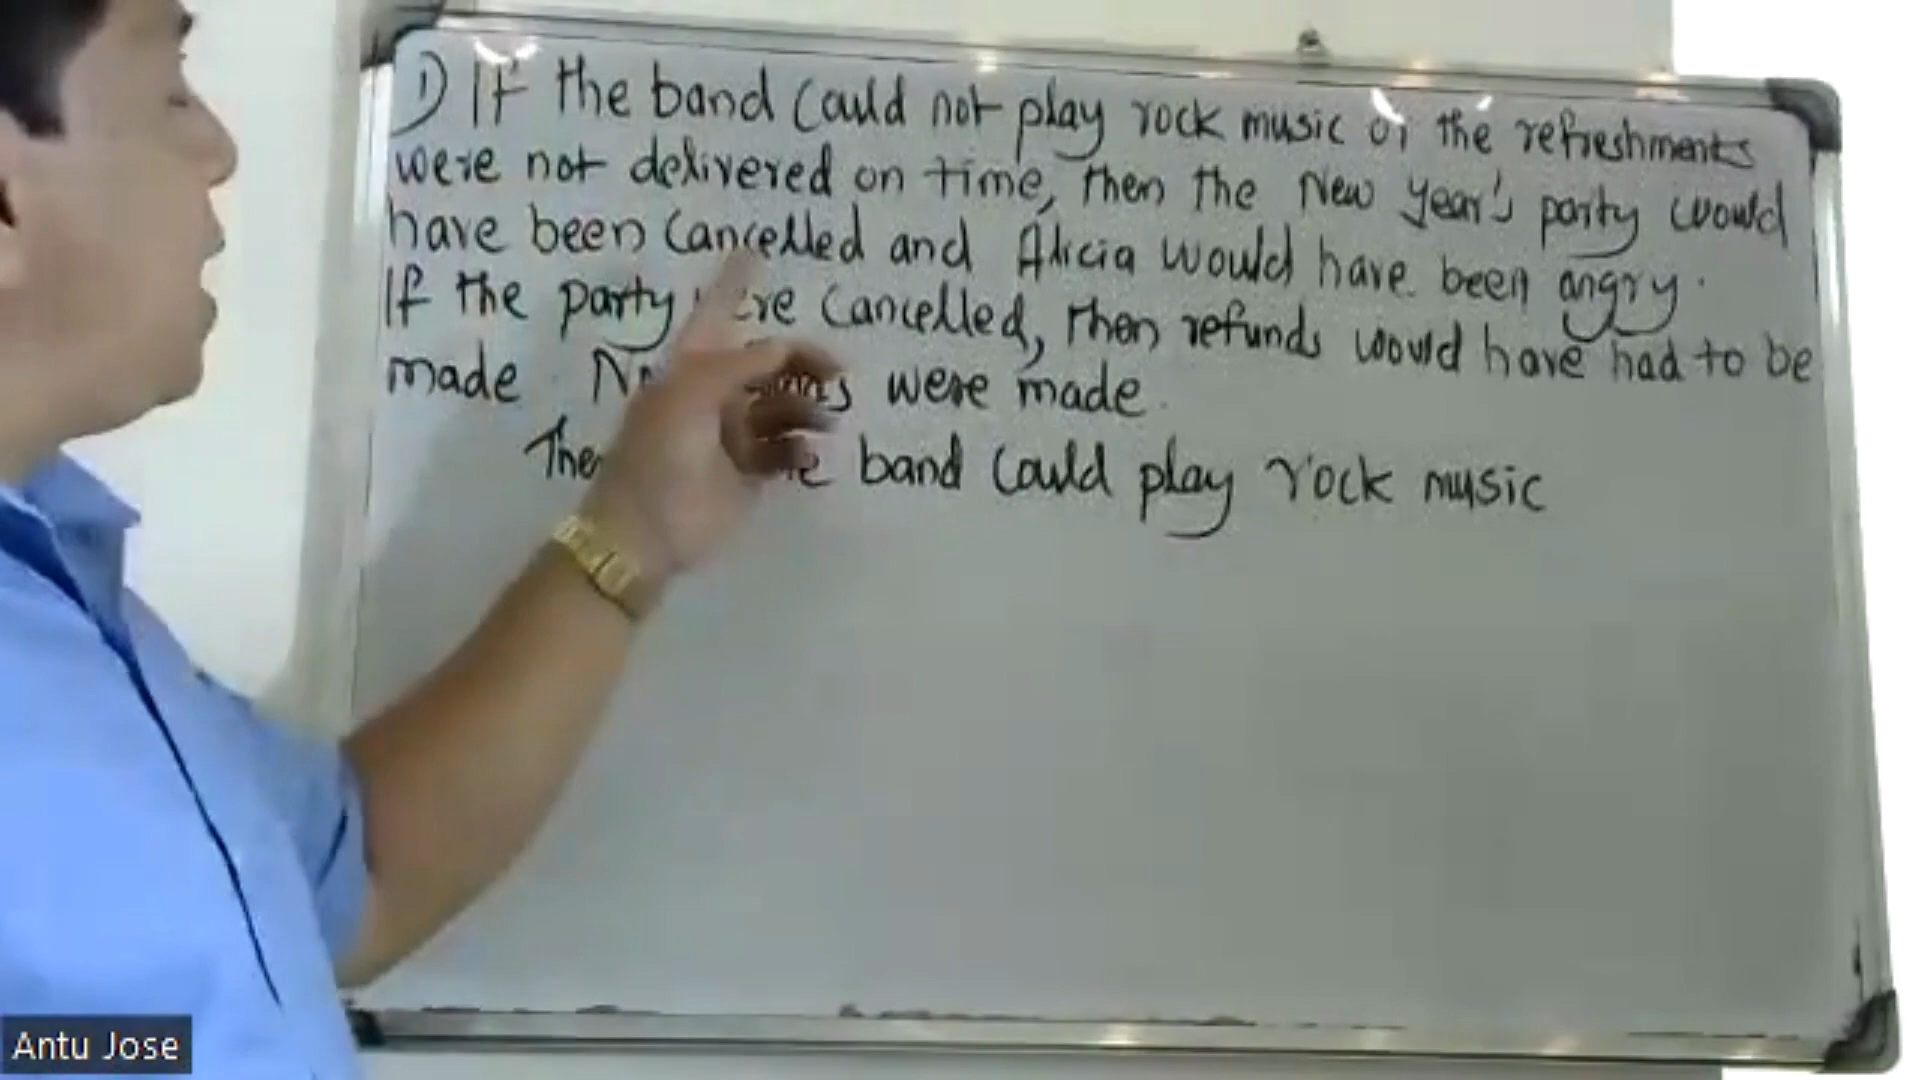 1) If the band could not play rock music or the refreshments
were not delivered on time, then the New Year's party would
have been cancelled and Alicia would have been angry.
If the party were cancelled, then refunds would have had to be
made. were made.
band could play rock music
Antu Jose